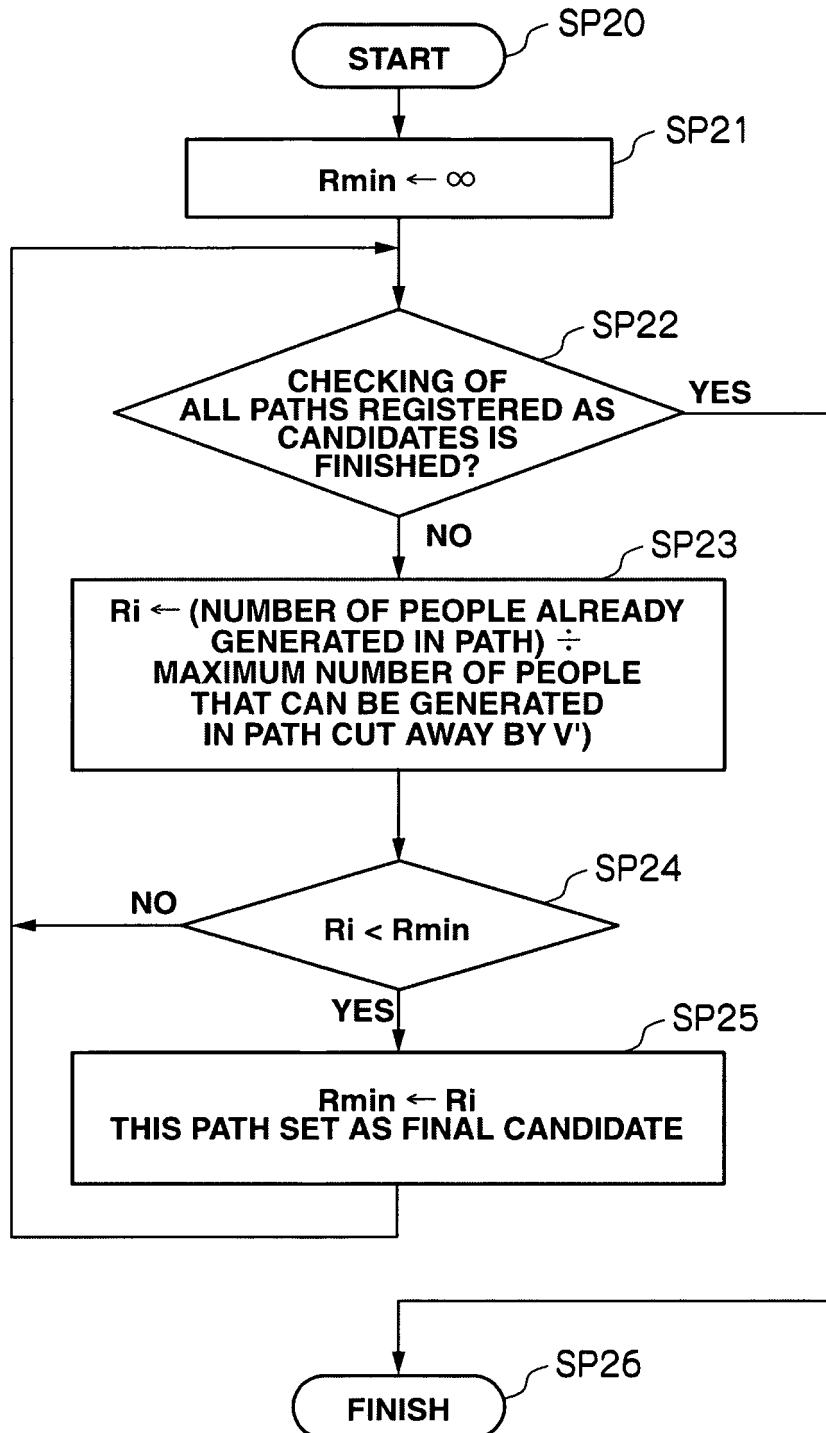 SP20
START
SP21
Rmin ← ∞
SP22
CHECKING OF
ALL PATHS REGISTERED AS
CANDIDATES IS
FINISHED?
YES
NO
SP23
Ri ← (NUMBER OF PEOPLE ALREADY
GENERATED IN PATH) ÷
MAXIMUM NUMBER OF PEOPLE
THAT CAN BE GENERATED
IN PATH CUT AWAY BY V')
SP24
NO
Ri < Rmin
YES
SP25
Rmin ← Ri
THIS PATH SET AS FINAL CANDIDATE
SP26
FINISH